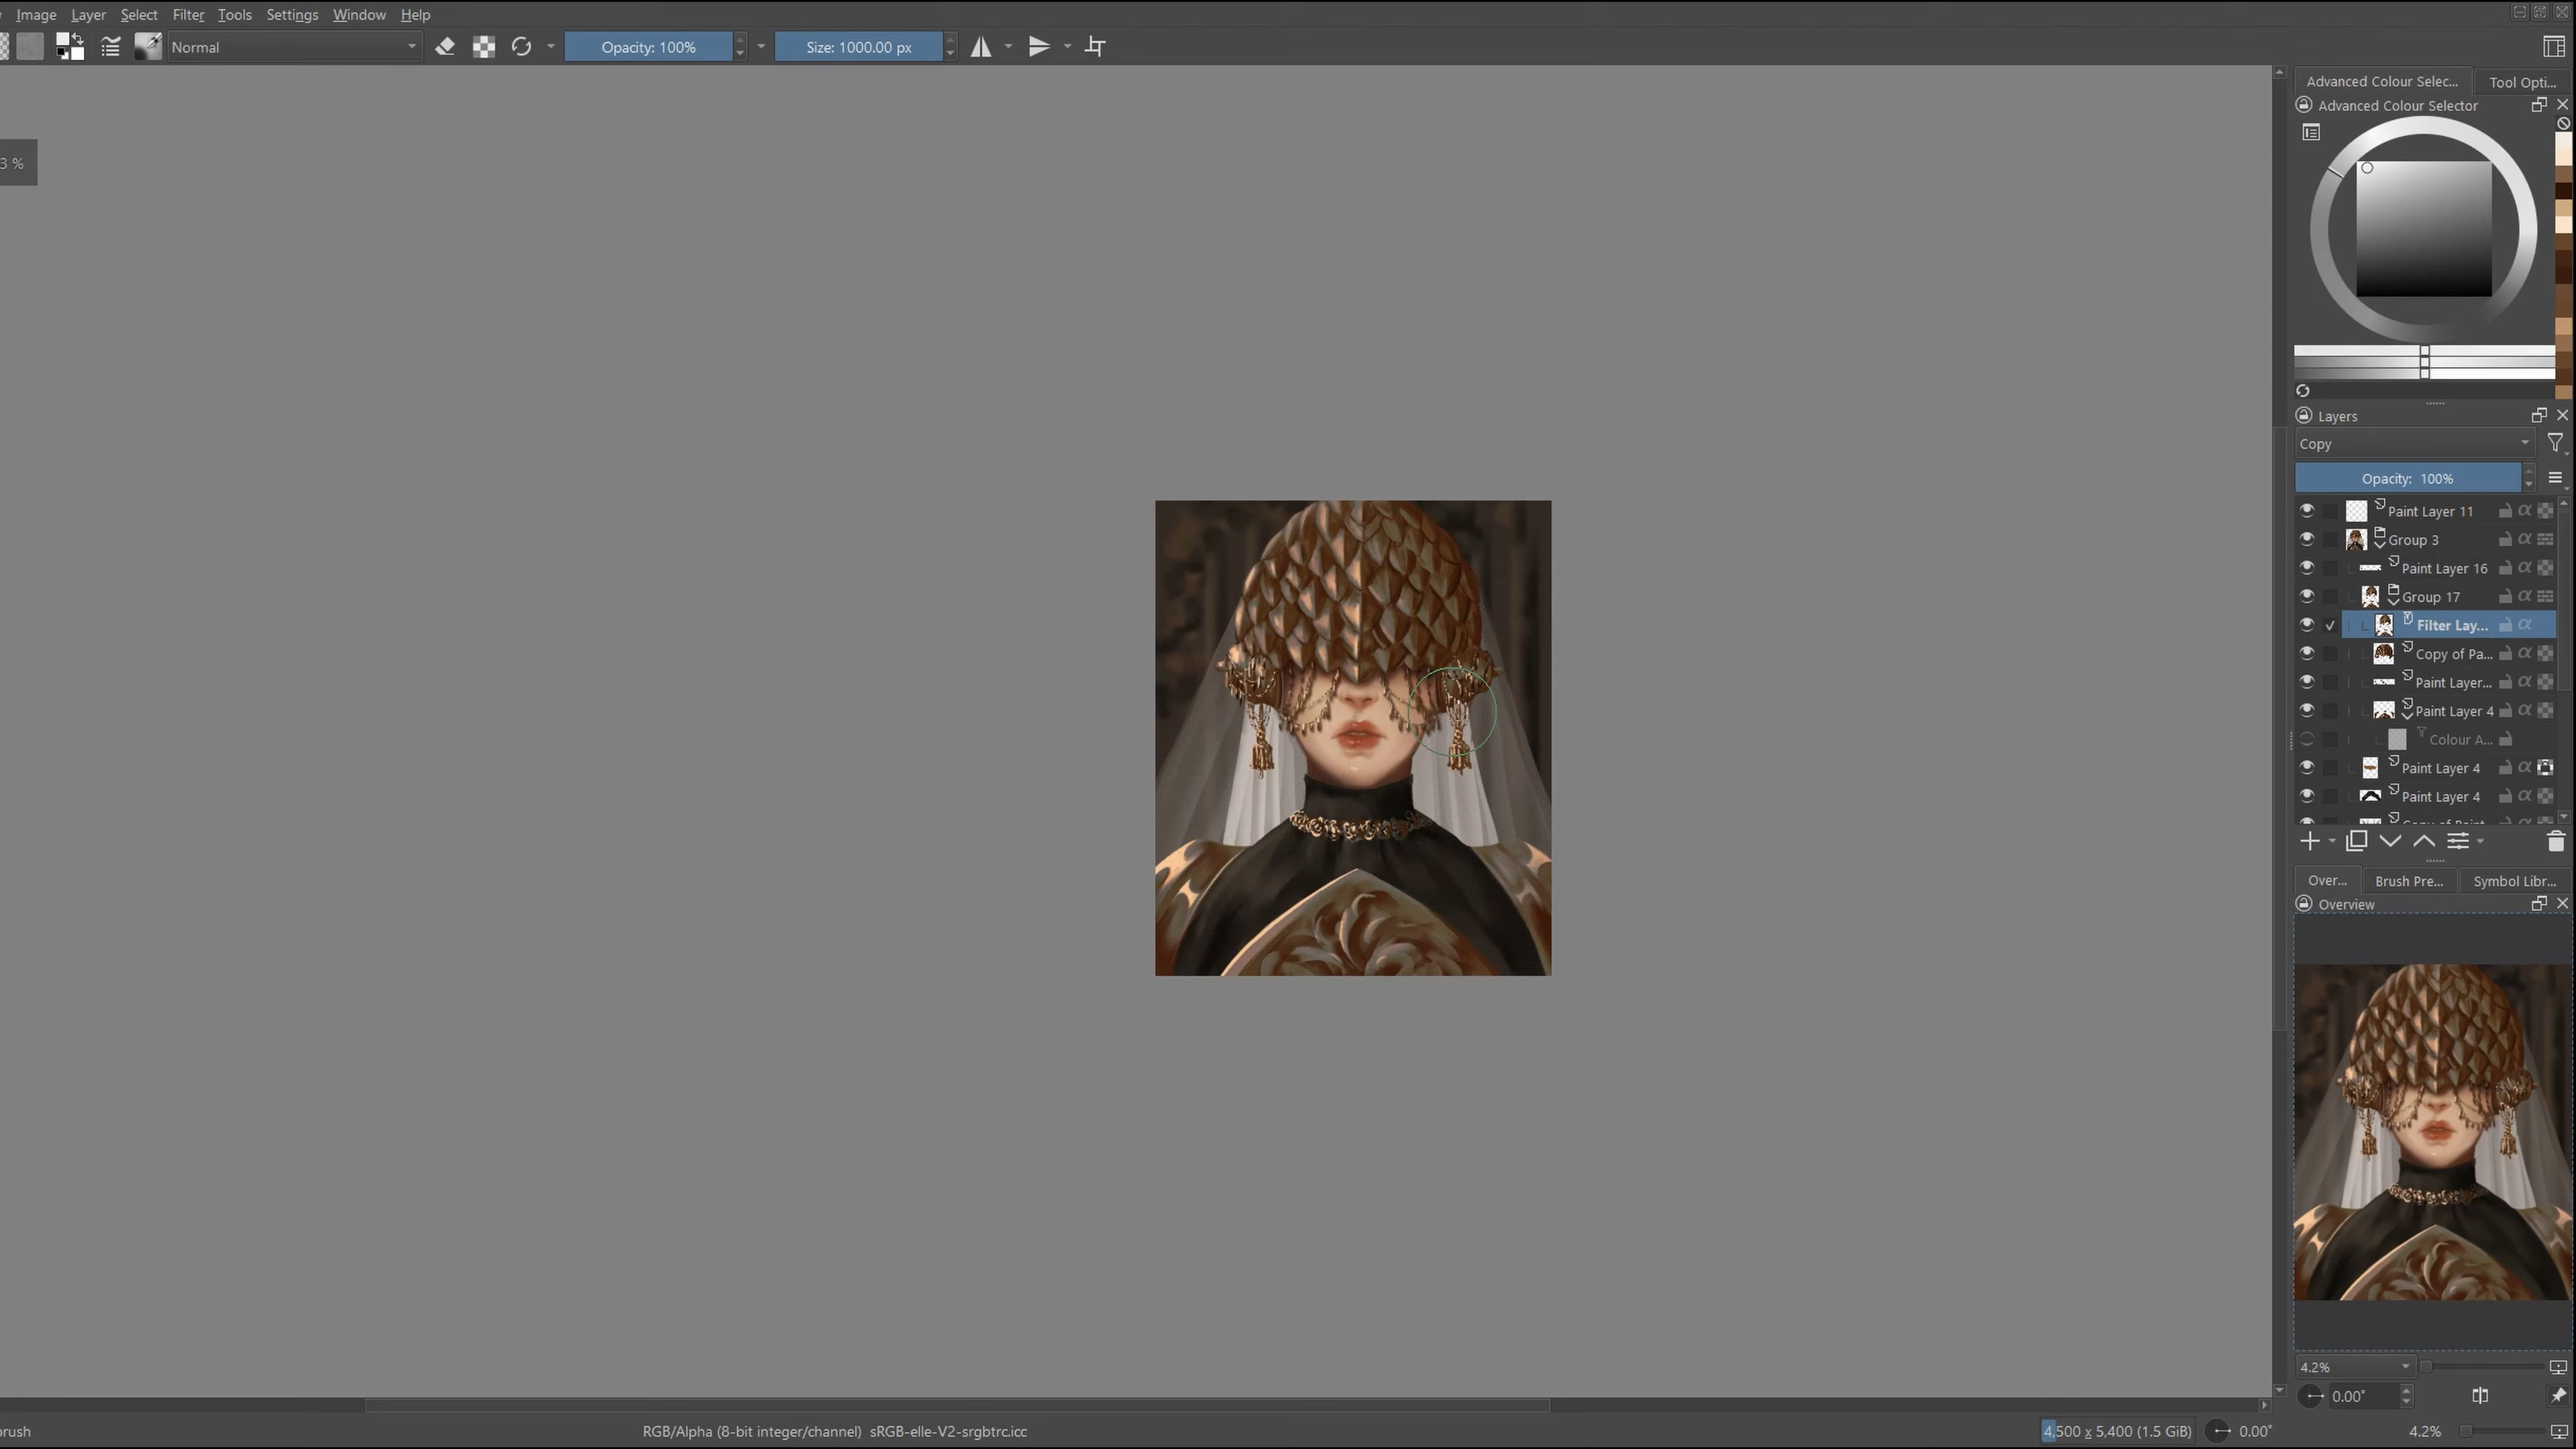 Image Layer Select Filter Tools Settings Window Help
Normal Opacity: 100% Size: 1000.00 px
Advanced Colour Selec... Tool Opti...
Advanced Colour Selector
3 %
Layers
Copy
Opacity: 100%
Paint Layer 11
Group 3
Paint Layer 16
Group 17
Filter Lay...
Copy of Pa...
Paint Layer...
Paint Layer 4
Colour A...
Paint Layer 4
Paint Layer 4
Over... Brush Pre... Symbol Libr...
Overview
4.2%
0.00°
rush RGB/Alpha (8-bit integer/channel) sRGB-elle-V2-srgbtrc.icc 4,500 x 5,400 (1.5 GiB) 0.00° 4.2%